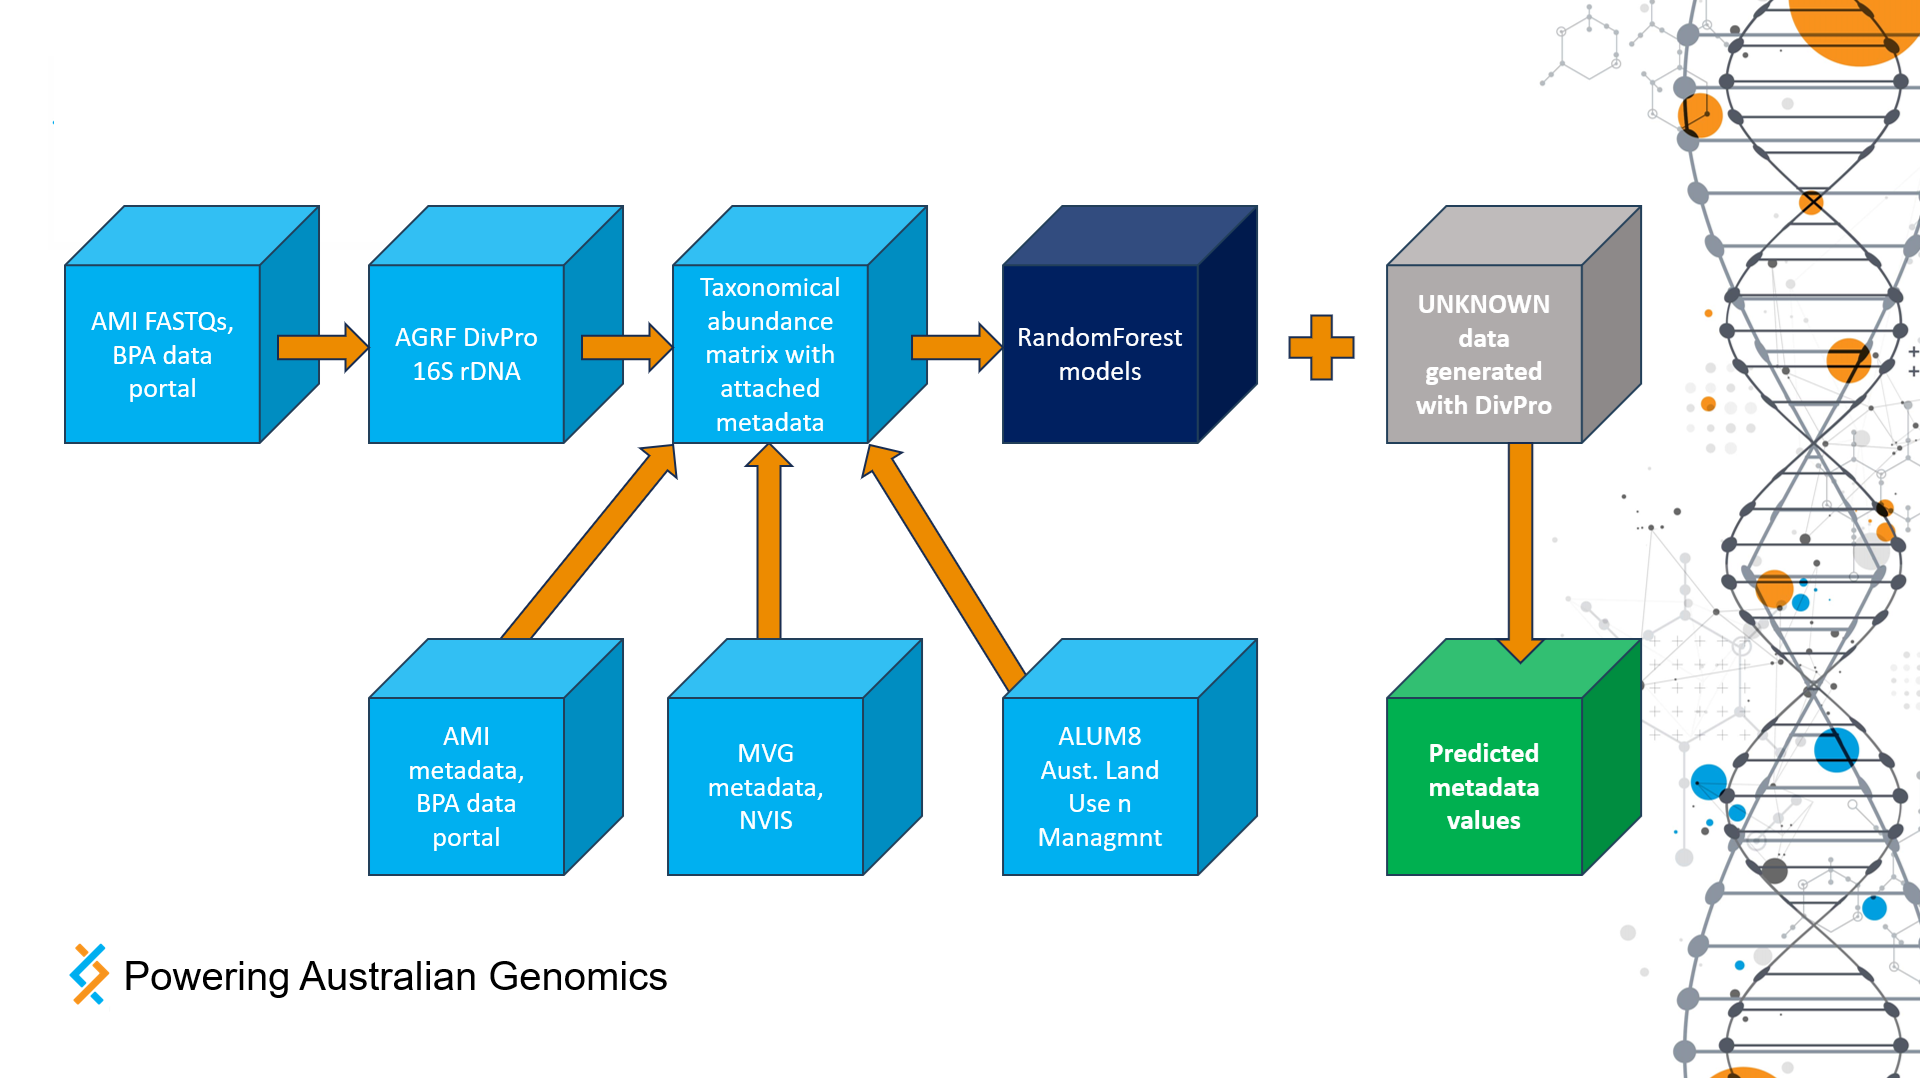 AMI FASTQs,
BPA data
portal
AGRF DivPro
16S rDNA
Taxonomical
abundance
matrix with
attached
metadata
RandomForest
models
UNKNOWN
data
generated
with DivPro
AMI
metadata,
BPA data
portal
MVG
metadata,
NVIS
ALUM8
Aust. Land
Use n
Managmnt
Predicted
metadata
values
Powering Australian Genomics